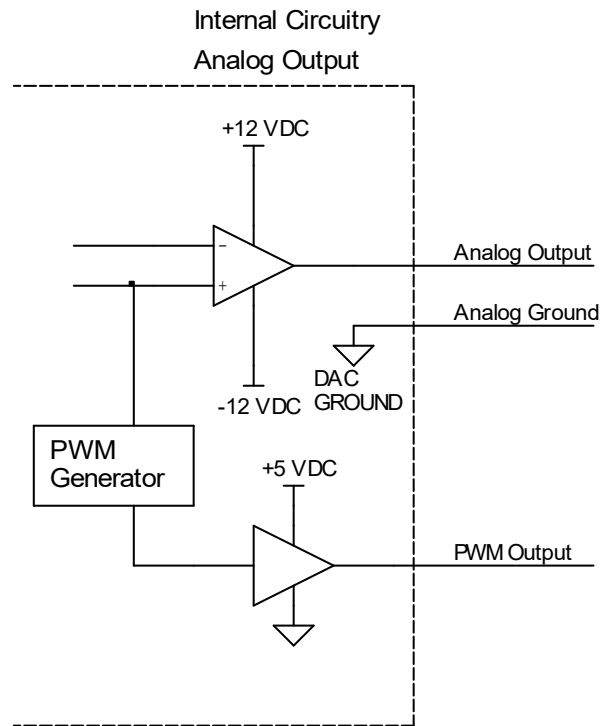 Internal Circuitry
Analog Output
+12 VDC
-
+
Analog Output
Analog Ground
DAC
GROUND
-12 VDC
PWM
Generator
+5 VDC
PWM Output